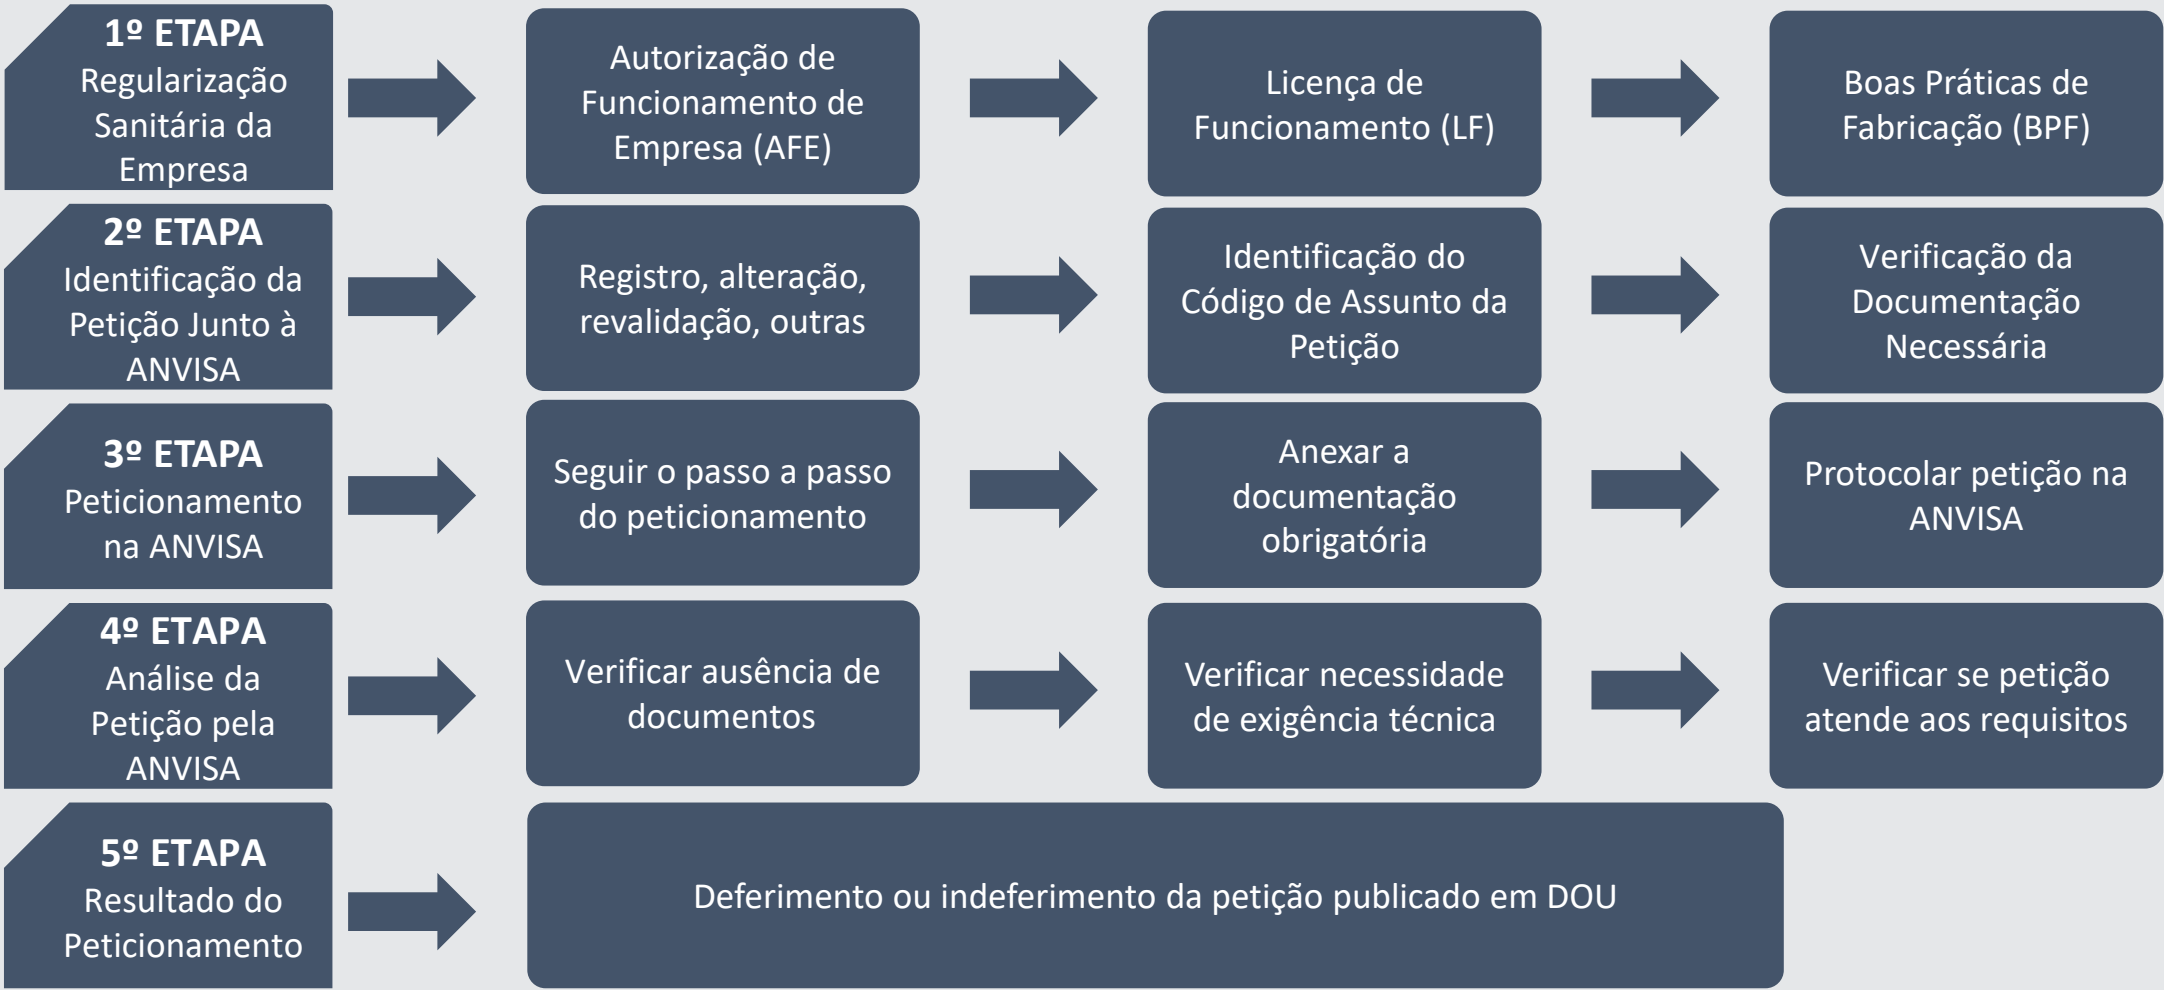 1º ETAPA
Regularização
Sanitária da
Empresa
Autorização de
Funcionamento de
Empresa (AFE)
Licença de
Funcionamento (LF)
Boas Práticas de
Fabricação (BPF)
2º ETAPA
Identificação da
Petição Junto à
ANVISA
Registro, alteração,
revalidação, outras
Identificação do
Código de Assunto da
Petição
Verificação da
Documentação
Necessária
3º ETAPA
Peticionamento
na ANVISA
Seguir o passo a passo
do peticionamento
Anexar a
documentação
obrigatória
Protocolar petição na
ANVISA
4º ETAPA
Análise da
Petição pela
ANVISA
Verificar ausência de
documentos
Verificar necessidade
de exigência técnica
Verificar se petição
atende aos requisitos
5º ETAPA
Resultado do
Peticionamento
Deferimento ou indeferimento da petição publicado em DOU